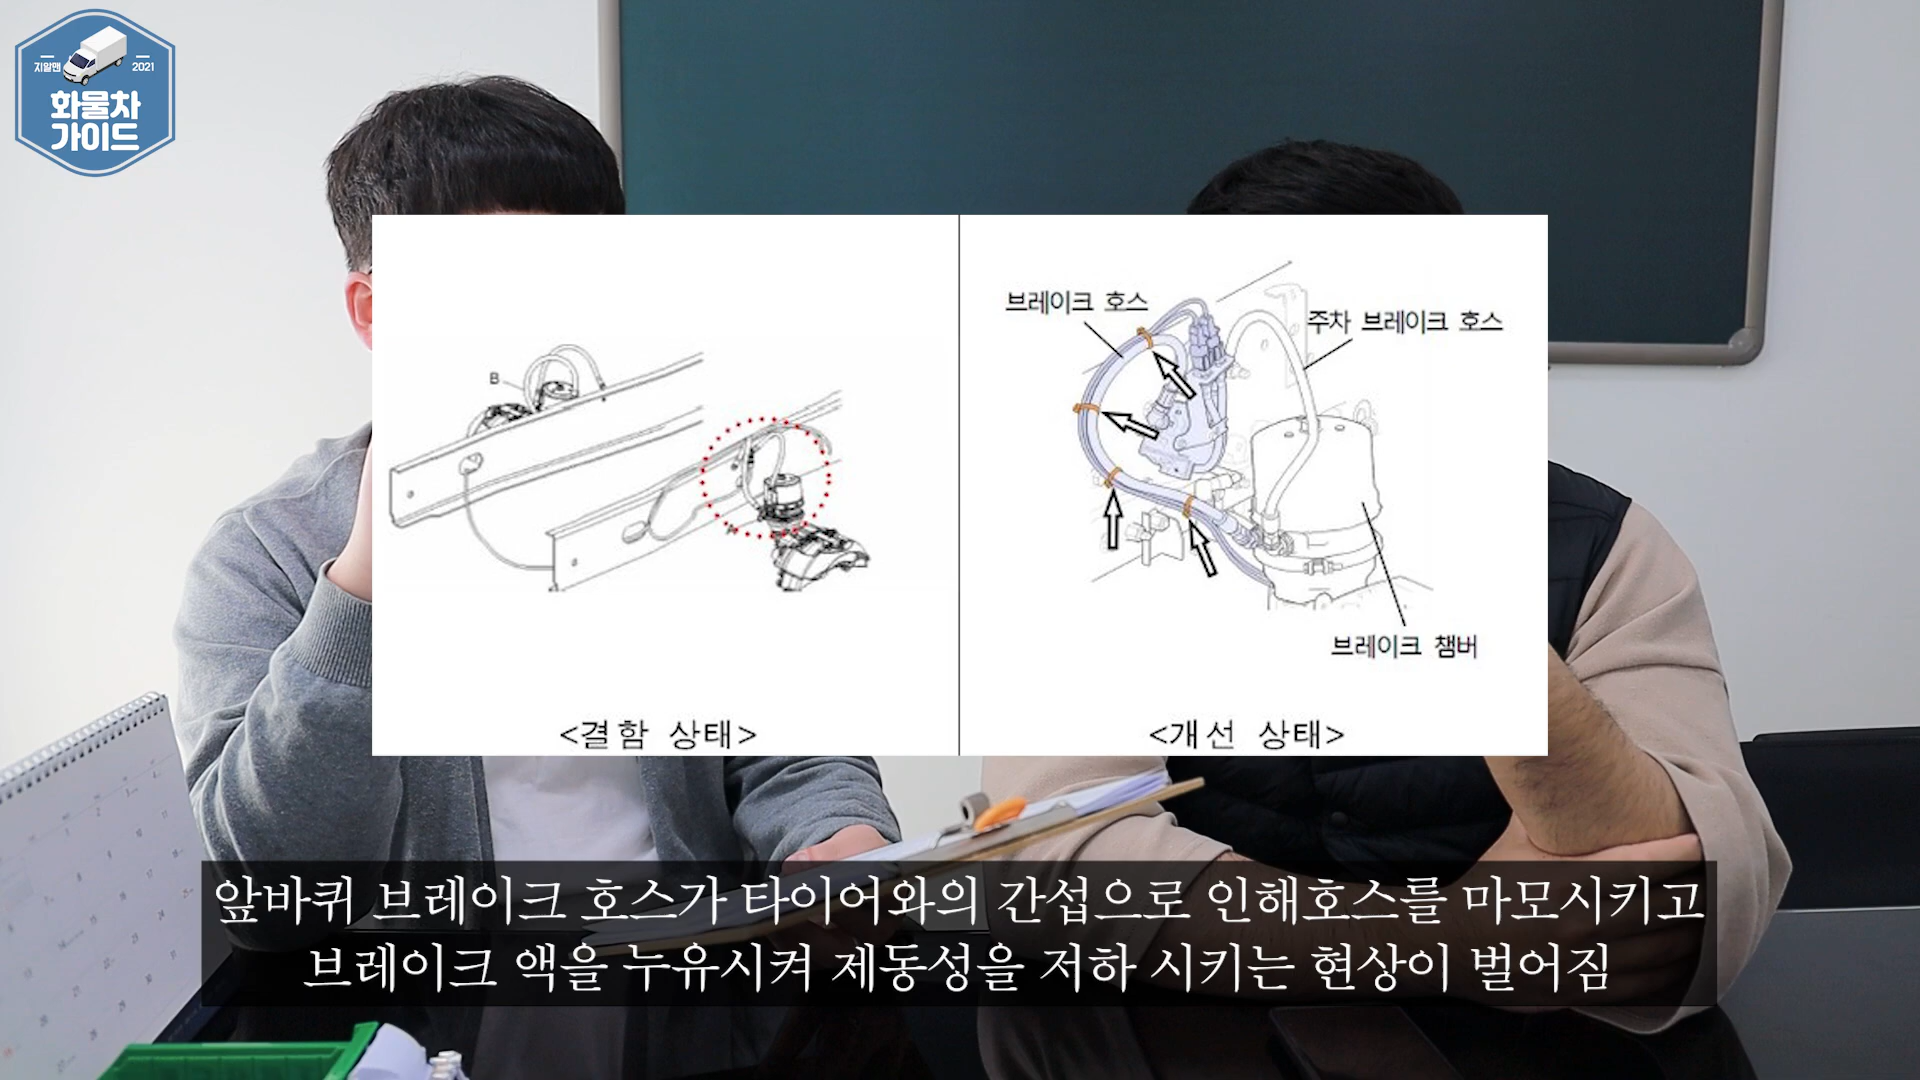 지알맨 2021
화물차
가이드
B
브레이크 호스
주차 브레이크 호스
브레이크 챔버
<결함 상태>
<개선 상태>
앞바퀴 브레이크 호스가 타이어와의 간섭으로 인해호스를 마모시키고
브레이크 액을 누유시켜 제동성을 저하 시키는 현상이 벌어짐